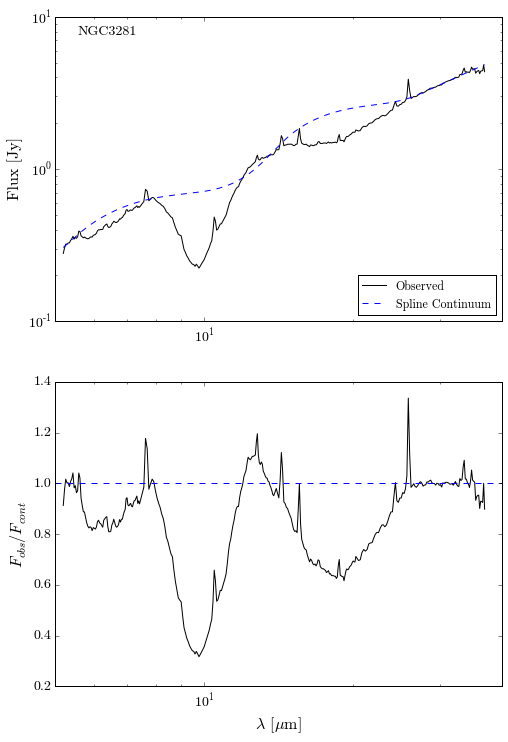 NGC3281
10^1
10^0
10^-1
Flux [Jy]
Observed
Spline Continuum
10^1
1.4
1.2
1.0
0.8
0.6
0.4
0.2
F_obs/F_cont
10^1
λ [μm]